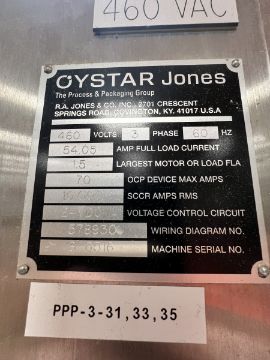 460 VAC
OYSTAR Jones
The Process & Packaging Group
R.A. JONES & CO. INC., 2701 CRESCENT
SPRINGS ROAD, COVINGTON, KY. 41017 U.S.A
460 VOLTS 3 PHASE 60 HZ
54.05 AMP FULL LOAD CURRENT
15 LARGEST MOTOR OR LOAD FLA
70 OCP DEVICE MAX AMPS
SCCR AMPS RMS
VOLTAGE CONTROL CIRCUIT
578930 WIRING DIAGRAM NO.
MACHINE SERIAL NO.
PPP-3-31,33,35